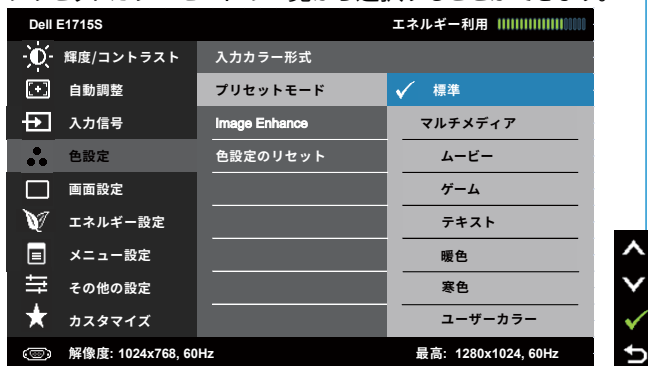 Dell E1715S エネルギー利用
輝度/コントラスト 入力カラー形式
自動調整 プリセットモード 標準
入力信号 Image Enhance マルチメディア
色設定 色設定のリセット ムービー
画面設定 ゲーム
エネルギー設定 テキスト
メニュー設定 暖色
その他の設定 寒色
カスタマイズ ユーザーカラー
解像度: 1024x768, 60Hz 最高: 1280x1024, 60Hz